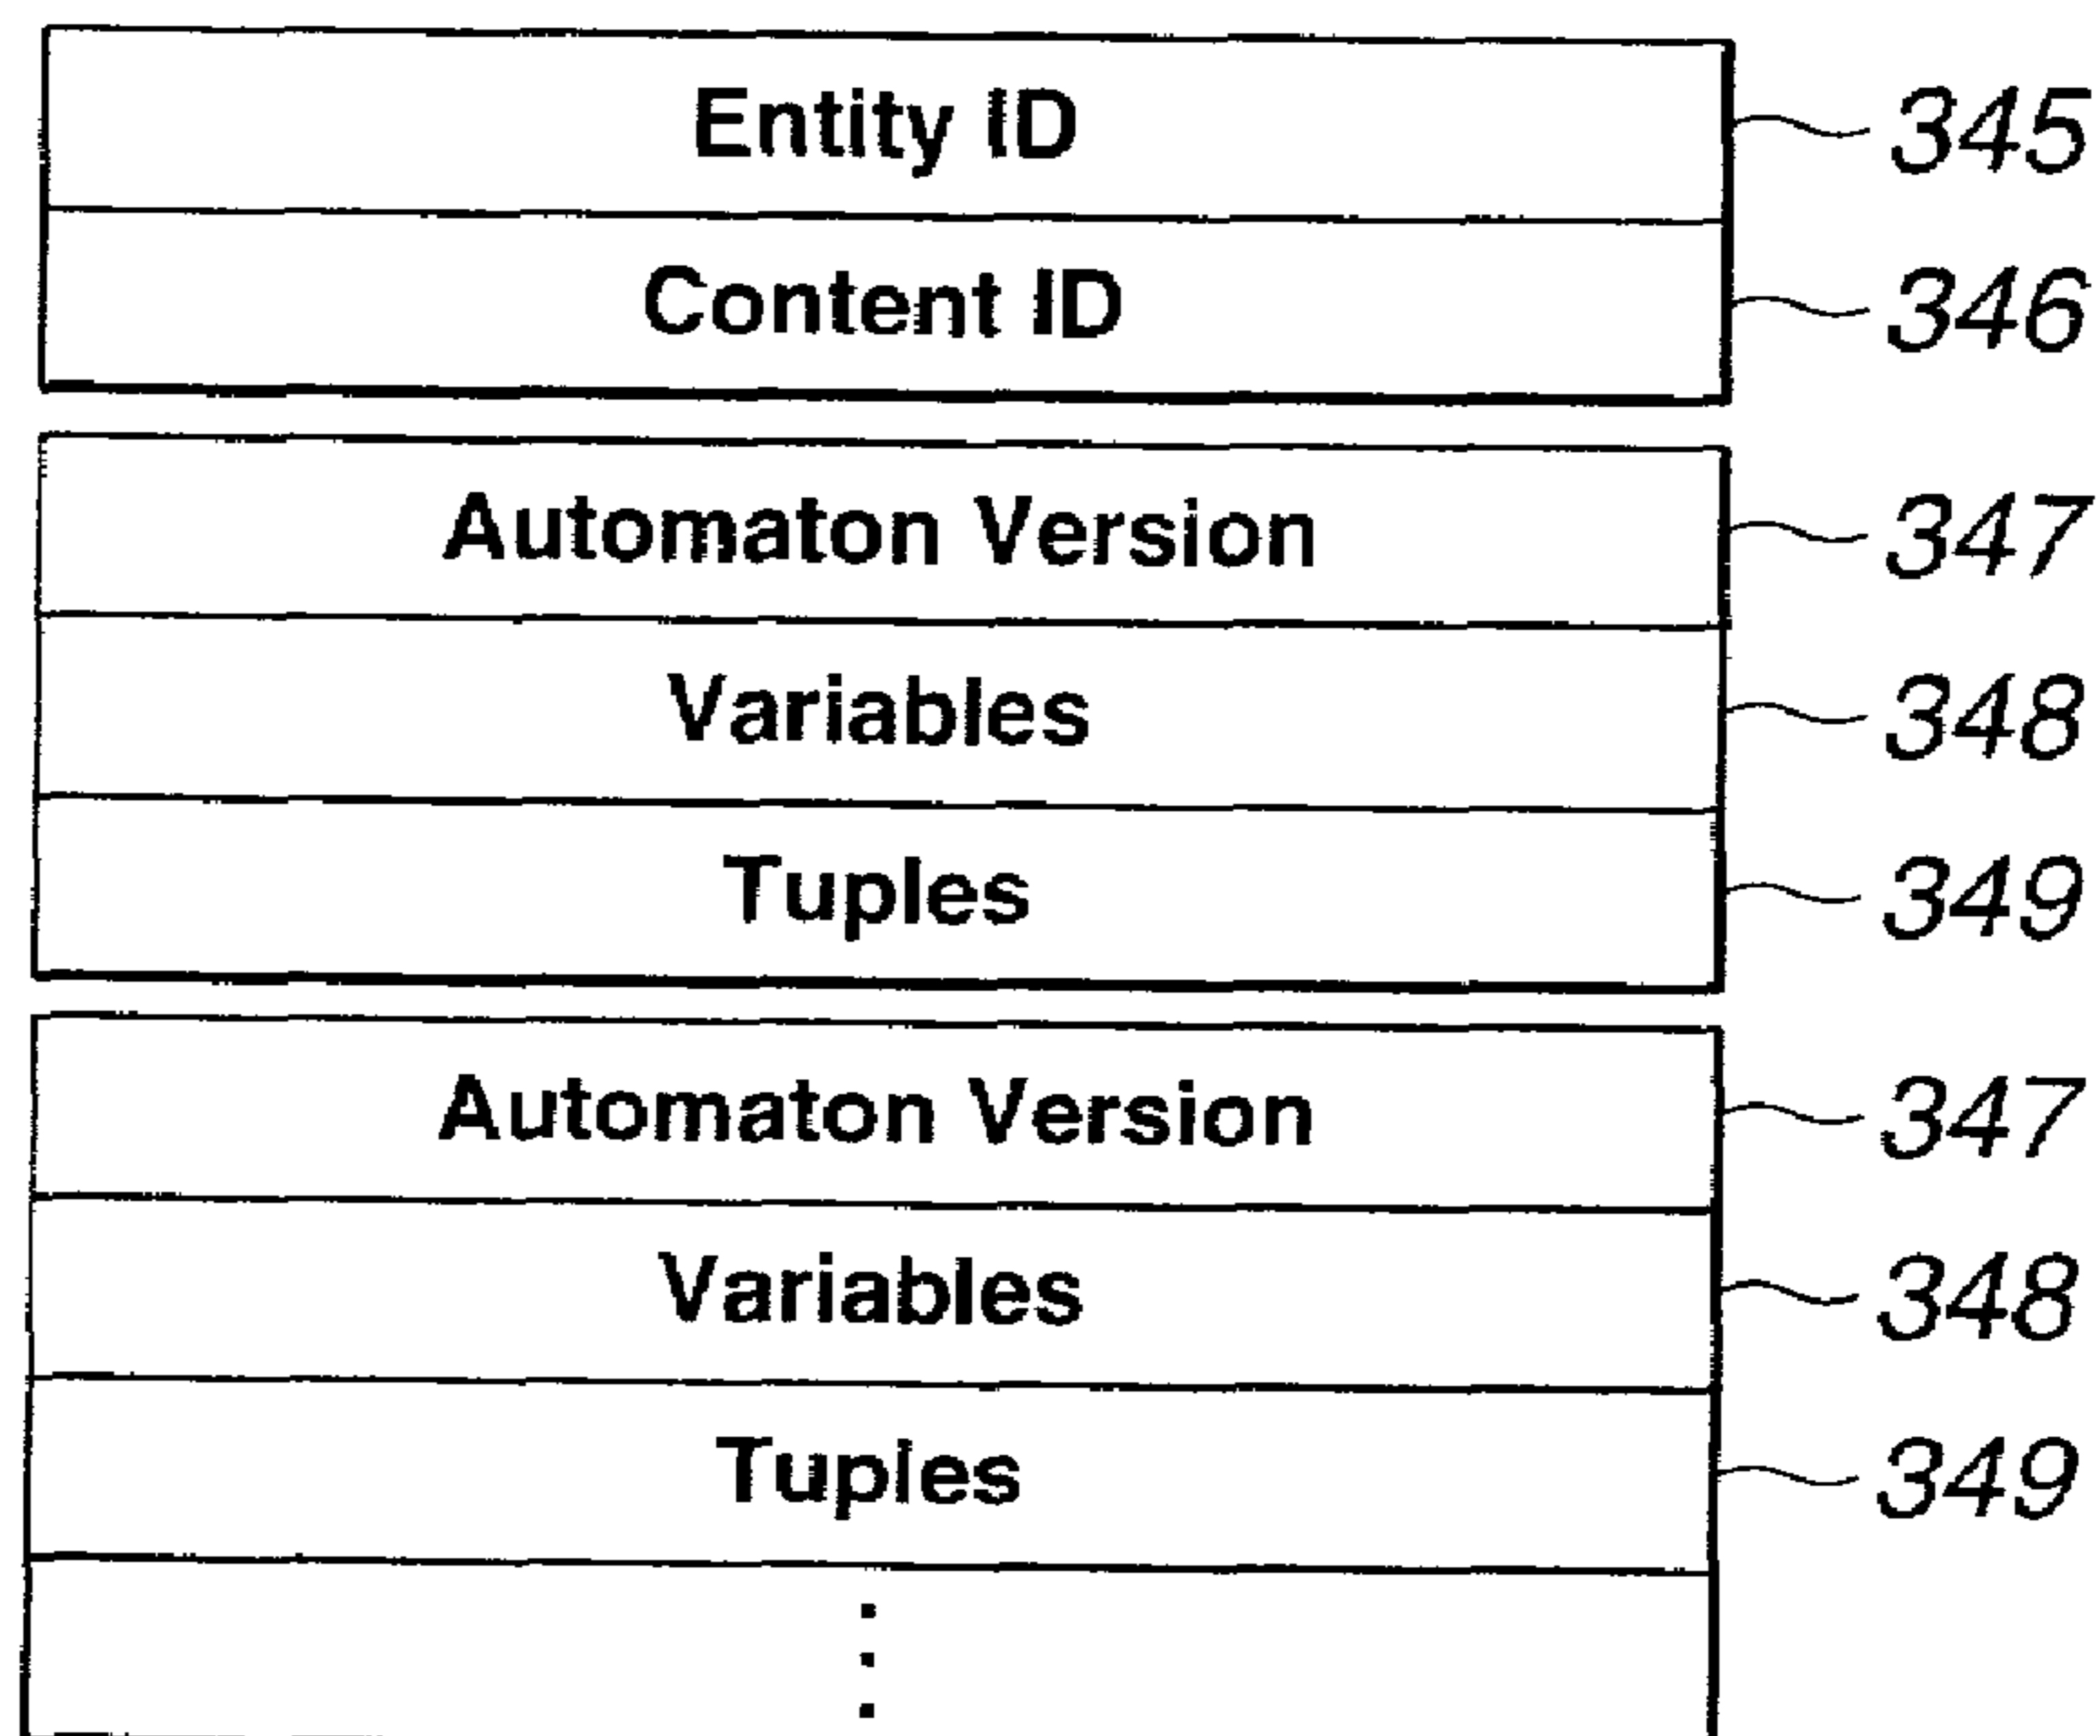 Entity ID 345
Content ID 346
Automaton Version 347
Variables 348
Tuples 349
Automaton Version 347
Variables 348
Tuples 349